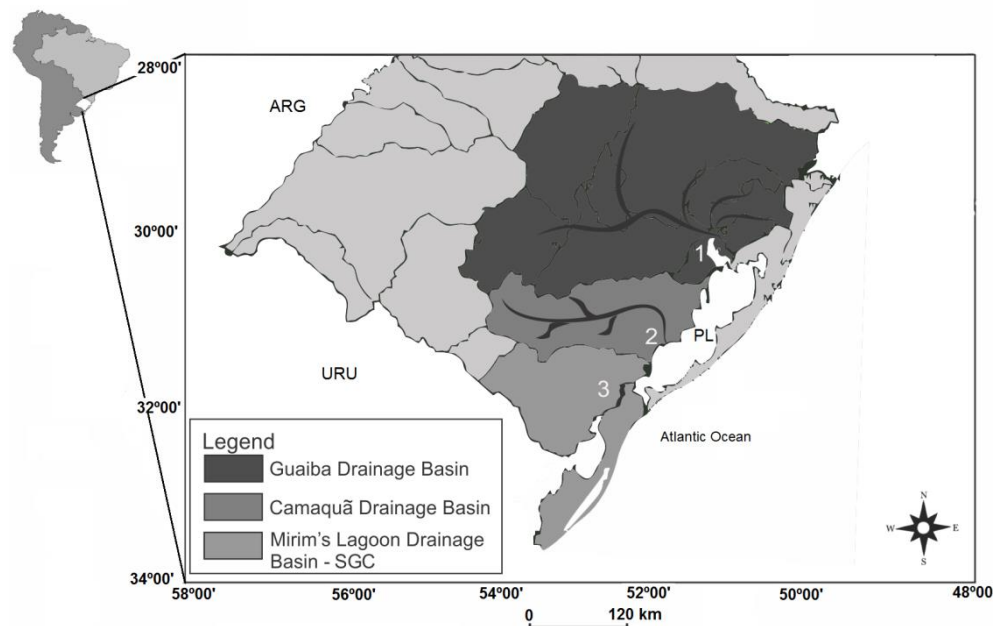 28°00'
ARG
30°00'
1
2
PL
URU
3
32°00'
Atlantic Ocean
Legend
Guaiba Drainage Basin
Camaquã Drainage Basin
Mirim's Lagoon Drainage
Basin - SGC
N
W
E
S
34°00'
58°00'
56°00'
54°00'
52°00'
50°00'
48°00'
0
120 km